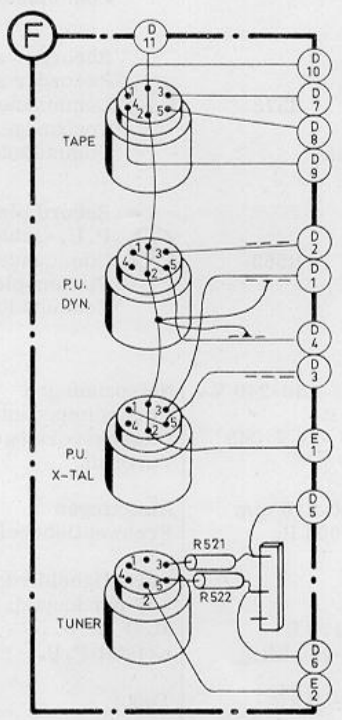 F
D 11
D 10
D 7
D 8
D 9
1 3 4 5 2
TAPE
D 2
D 1
1 3 4 5 2
P.U. DYN.
D 4
D 3
1 3 4 5 2
P.U. X-TAL
E 1
D 5
R521
3 4 5 2
R522
TUNER
D 6
E 2